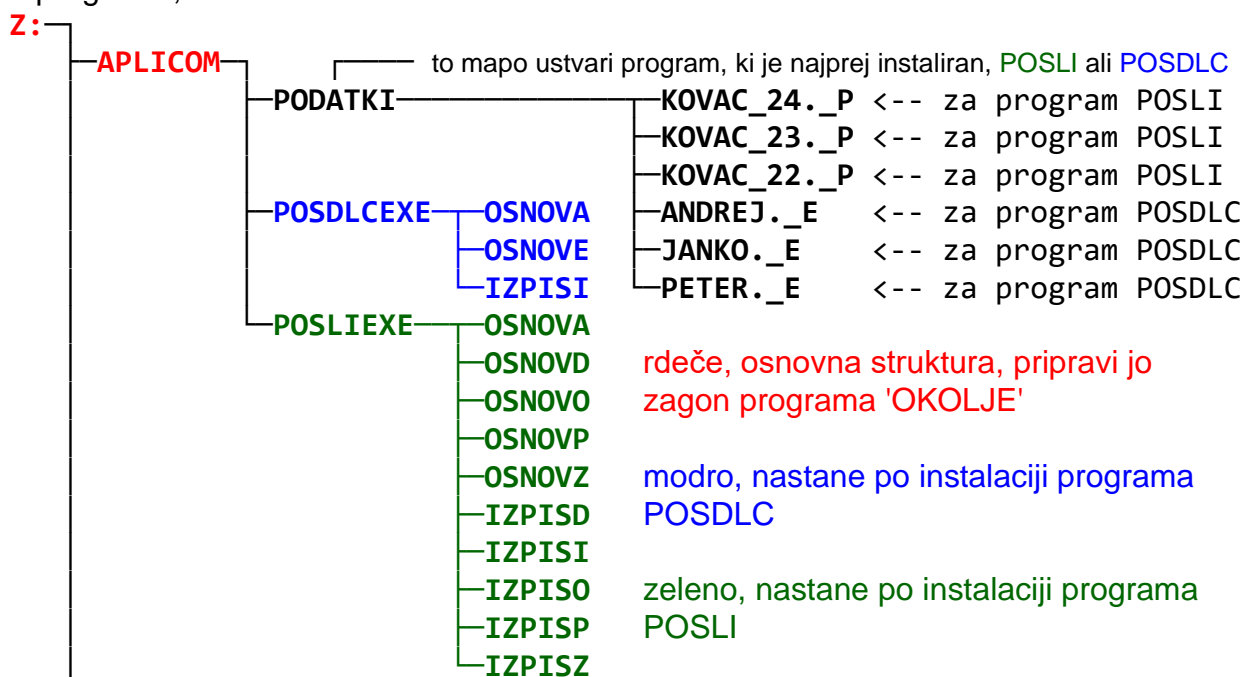 Z:
APLICOM to mapo ustvari program, ki je najprej instaliran, POSLI ali POSDLC
PODATKI KOVAC_24._P <-- za program POSLI
KOVAC_23._P <-- za program POSLI
KOVAC_22._P <-- za program POSLI
POSDLCEXE OSNOVA ANDREJ._E <-- za program POSDLC
OSNOVE JANKO._E <-- za program POSDLC
IZPISI PETER._E <-- za program POSDLC
POSLIEXE OSNOVA
OSNOVD rdeče, osnovna struktura, pripravi jo
OSNOVO zagon programa 'OKOLJE'
OSNOVP
OSNOVZ modro, nastane po instalaciji programa
IZPISD POSDLC
IZPISI
IZPISO zeleno, nastane po instalaciji programa
IZPISP POSLI
IZPISZ